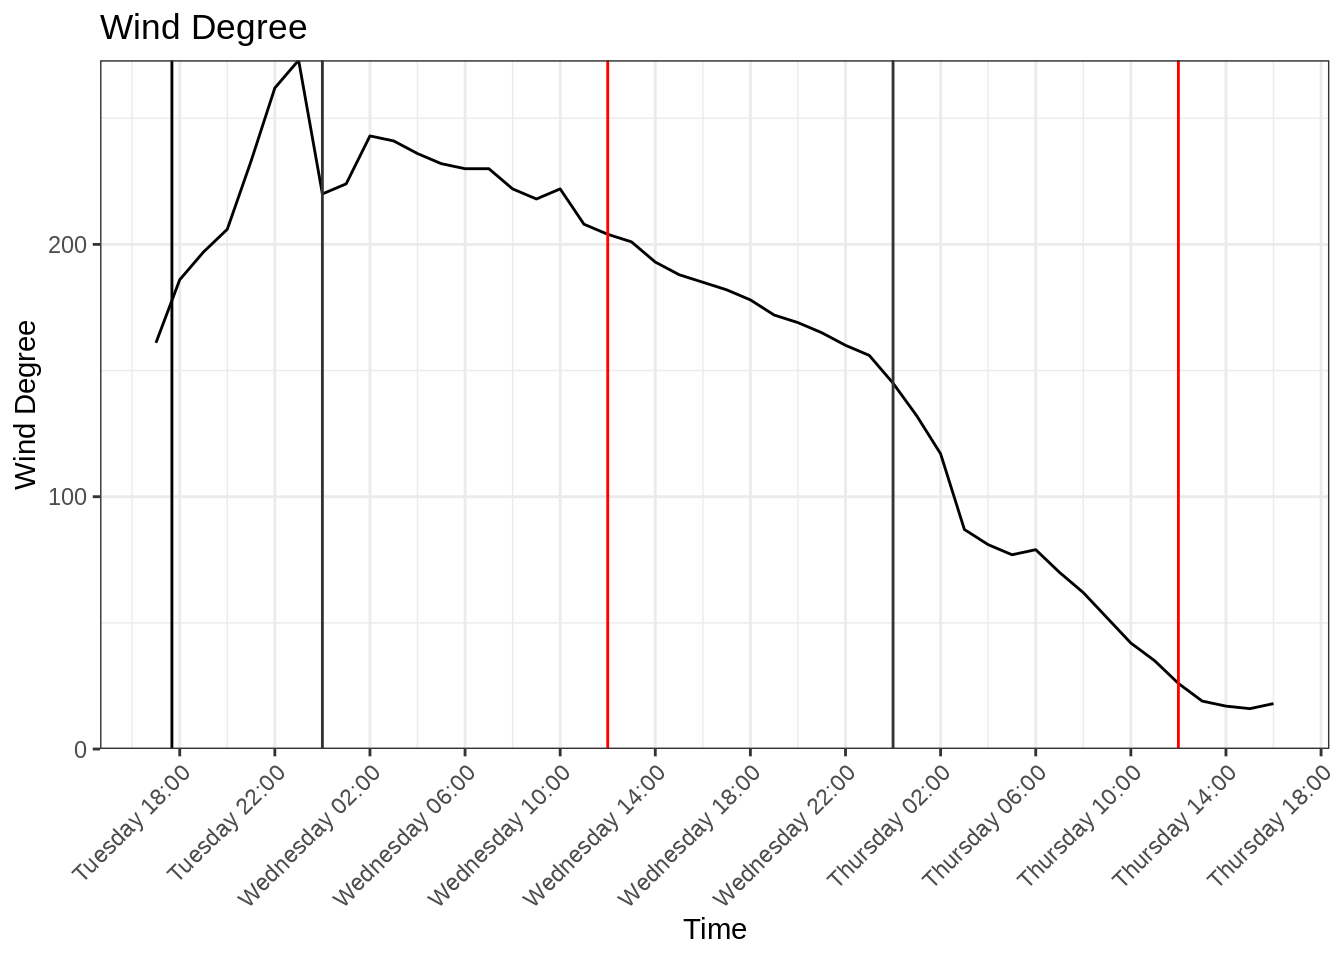 Wind Degree
Wind Degree
200
100
0
Tuesday 18:00
Tuesday 22:00
Wednesday 02:00
Wednesday 06:00
Wednesday 10:00
Wednesday 14:00
Wednesday 18:00
Wednesday 22:00
Thursday 02:00
Thursday 06:00
Thursday 10:00
Thursday 14:00
Thursday 18:00
Time